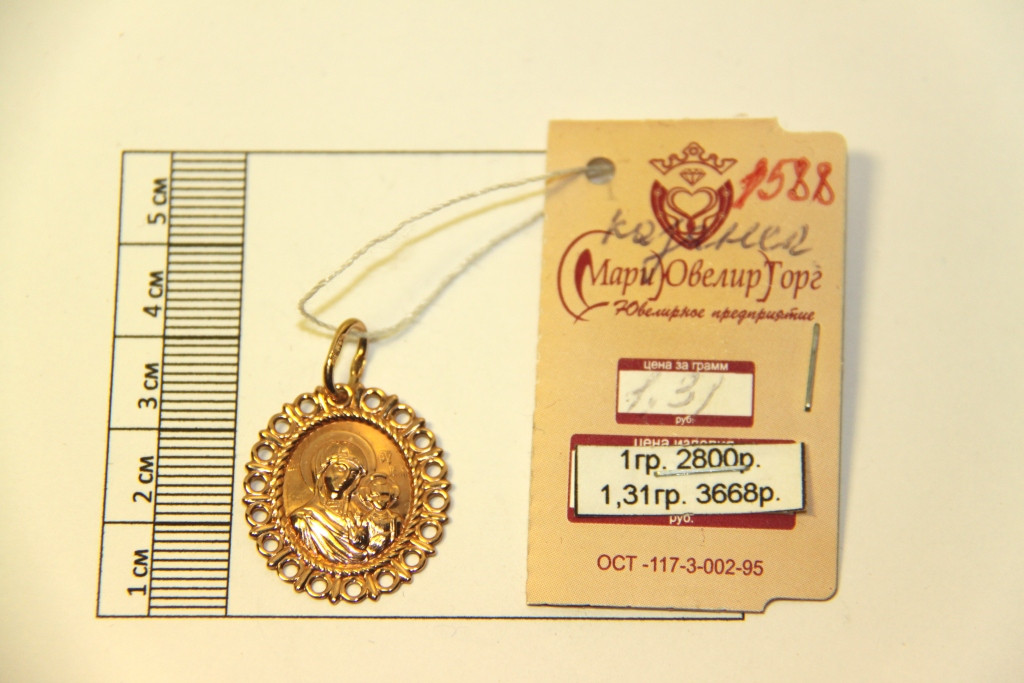 5 см
4 см
3 см
2 см
1 см
1588
МариЮвелирТорг
Ювелирное предприятие
цена за грамм
1.31
руб.
цена изделия
1гр. 2800р.
1,31гр. 3668р.
руб.
ОСТ -117-3-002-95